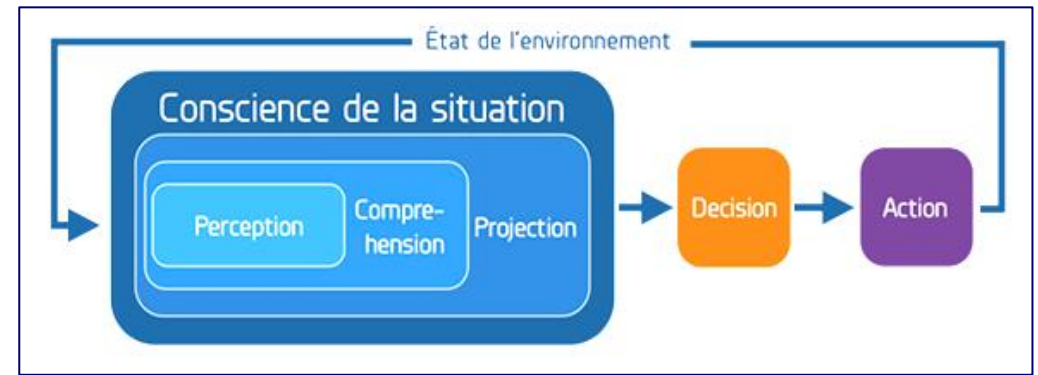 État de l'environnement
Conscience de la situation
Perception
Compre-
hension
Projection
Decision
Action